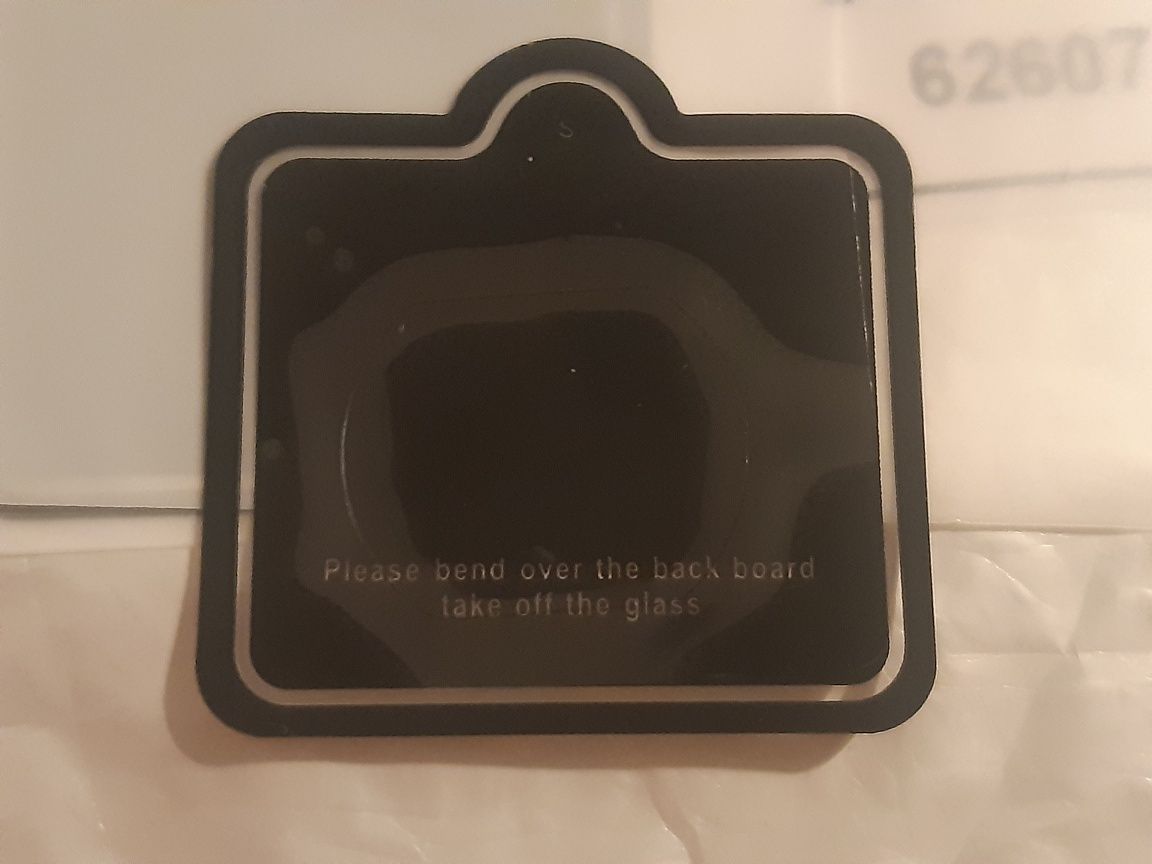 62607
S
Please bend over the back board
take off the glass